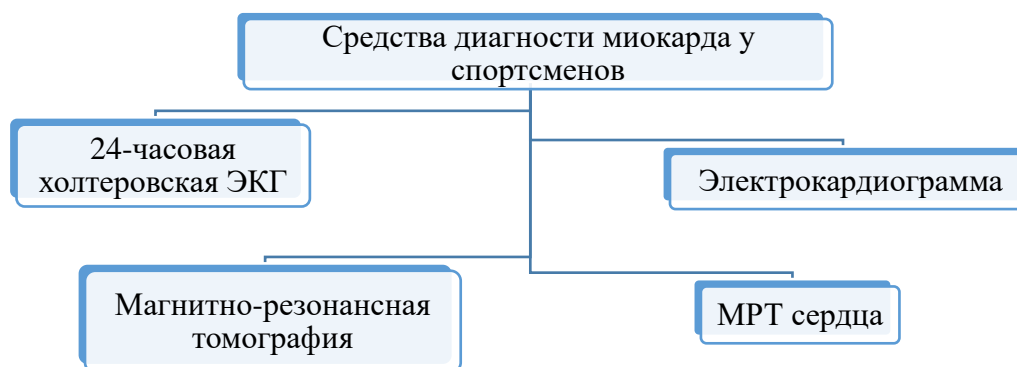 Средства диагности миокарда у
спортсменов
24-часовая
холтеровская ЭКГ
Электрокардиограмма
Магнитно-резонансная
томография
МРТ сердца